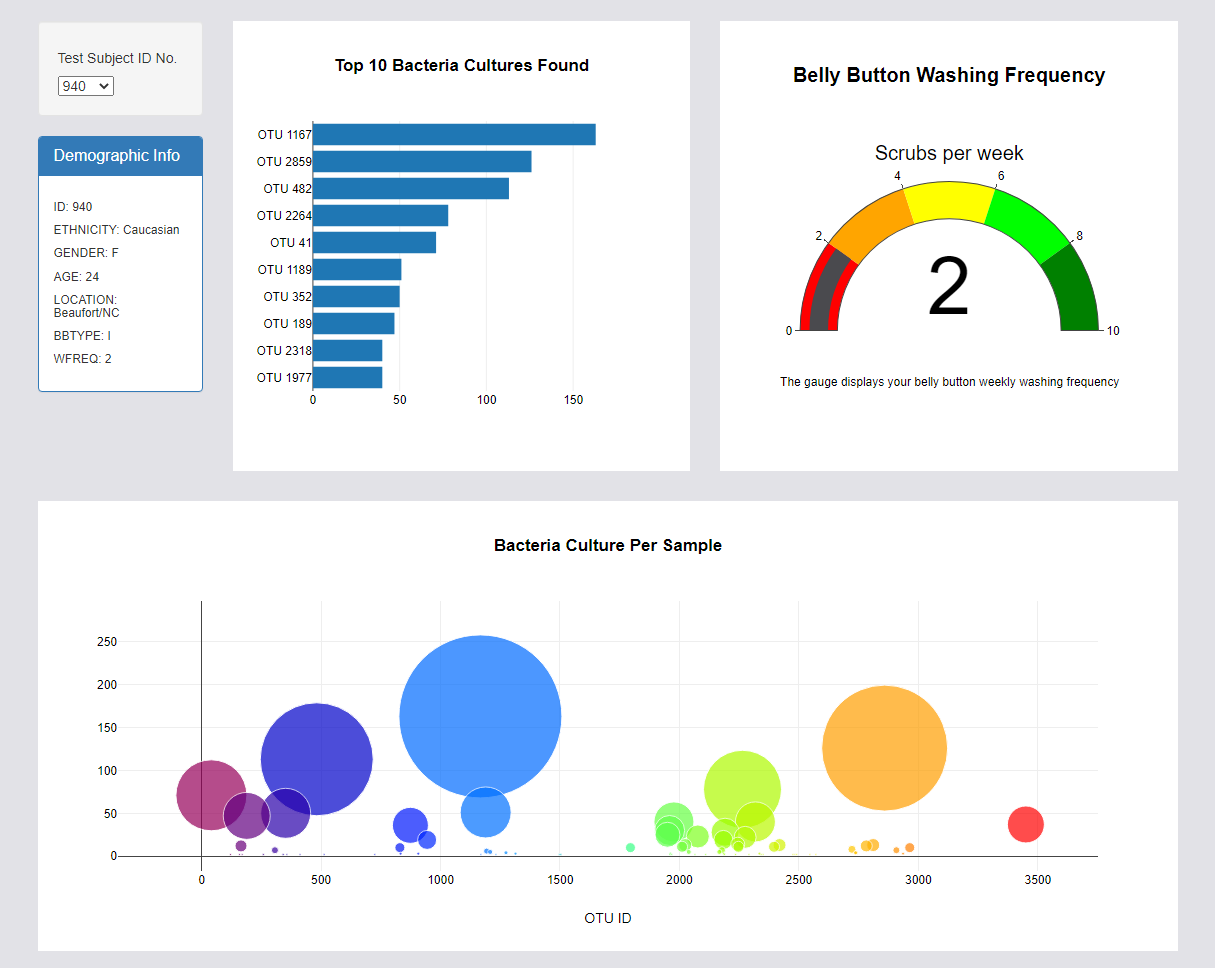 Test Subject ID No.
940
Demographic Info
ID: 940
ETHNICITY: Caucasian
GENDER: F
AGE: 24
LOCATION:
Beaufort/NC
BBTYPE: I
WFREQ: 2
Top 10 Bacteria Cultures Found
OTU 1167
OTU 2859
OTU 482
OTU 2264
OTU 41
OTU 1189
OTU 352
OTU 189
OTU 2318
OTU 1977
0 50 100 150
Belly Button Washing Frequency
Scrubs per week
4 6
2 8
2
0 10
The gauge displays your belly button weekly washing frequency
Bacteria Culture Per Sample
250
200
150
100
50
0
0 500 1000 1500 2000 2500 3000 3500
OTU ID